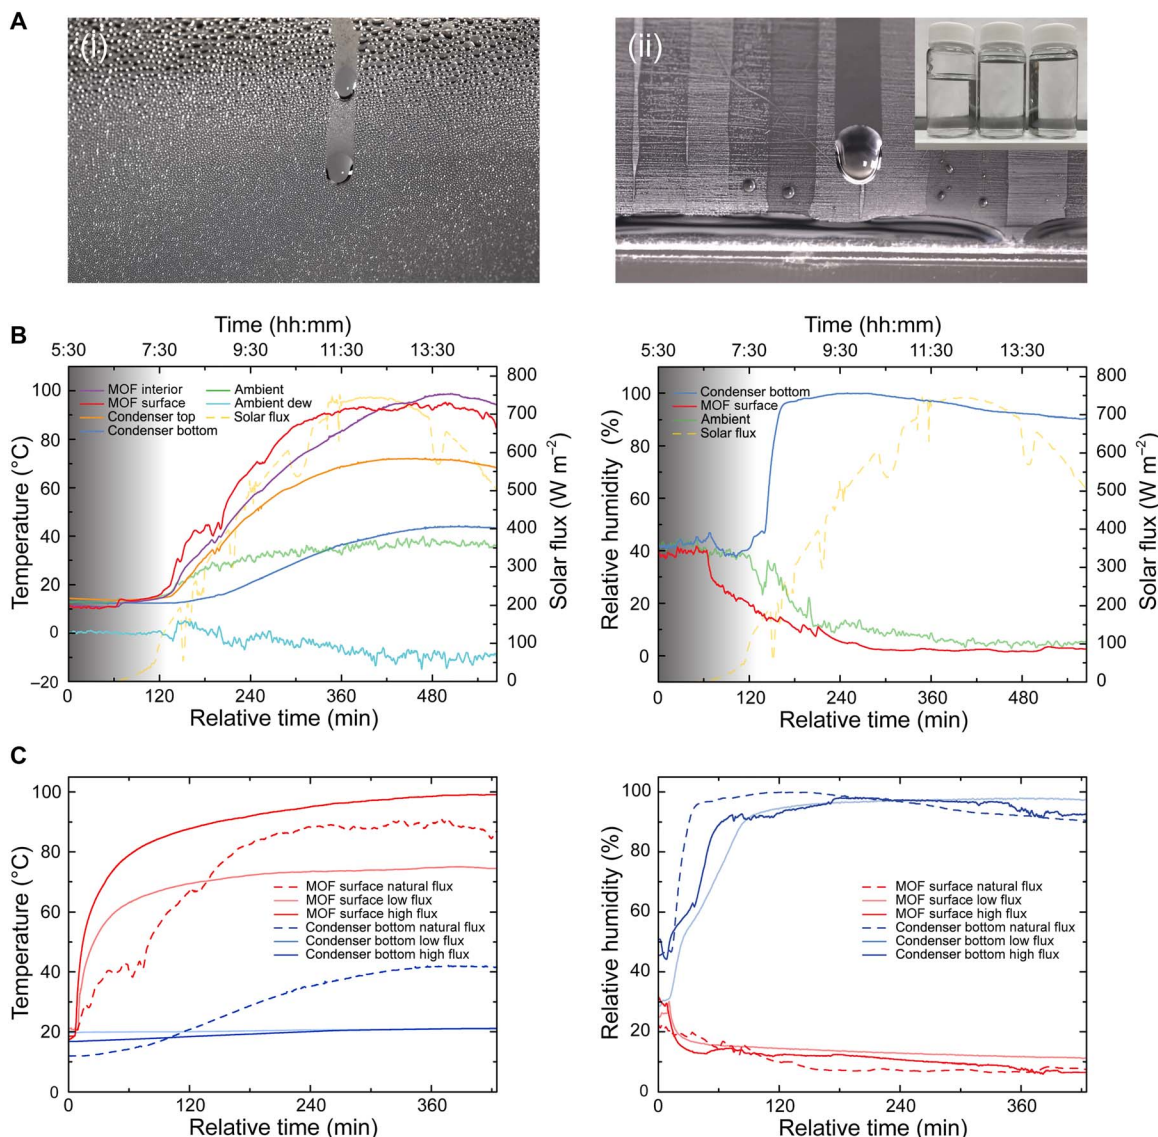 A
(i)
(ii)
B
Time (hh:mm)
5:30 7:30 9:30 11:30 13:30
Temperature (°C)
100
80
60
40
20
0
−20
MOF interior
MOF surface
Condenser top
Condenser bottom
Ambient
Ambient dew
Solar flux
800
700
600
500
400
300
200
100
0
Solar flux (W m⁻²)
0 120 240 360 480
Relative time (min)
Time (hh:mm)
5:30 7:30 9:30 11:30 13:30
Relative humidity (%)
100
80
60
40
20
0
Condenser bottom
MOF surface
Ambient
Solar flux
800
700
600
500
400
300
200
100
0
Solar flux (W m⁻²)
0 120 240 360 480
Relative time (min)
C
Temperature (°C)
100
80
60
40
20
0
MOF surface natural flux
MOF surface low flux
MOF surface high flux
Condenser bottom natural flux
Condenser bottom low flux
Condenser bottom high flux
0 120 240 360
Relative time (min)
Relative humidity (%)
100
80
60
40
20
0
MOF surface natural flux
MOF surface low flux
MOF surface high flux
Condenser bottom natural flux
Condenser bottom low flux
Condenser bottom high flux
0 120 240 360
Relative time (min)